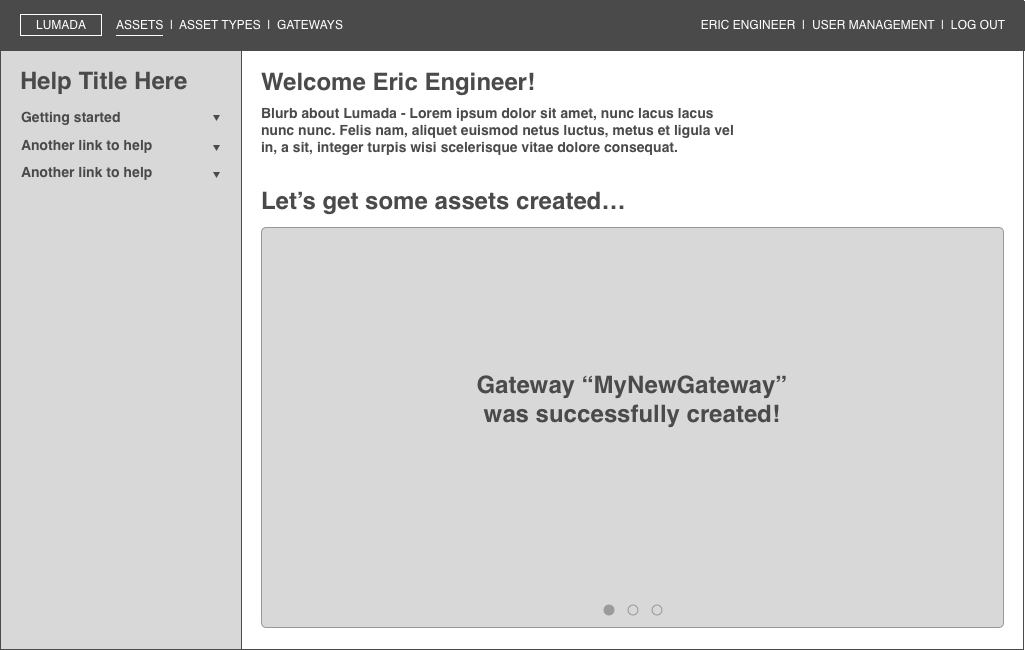 LUMADA
ASSETS | ASSET TYPES | GATEWAYS
ERIC ENGINEER | USER MANAGEMENT | LOG OUT
Help Title Here
Getting started
Another link to help
Another link to help
Welcome Eric Engineer!
Blurb about Lumada - Lorem ipsum dolor sit amet, nunc lacus lacus
nunc nunc. Felis nam, aliquet euismod netus luctus, metus et ligula vel
in, a sit, integer turpis wisi scelerisque vitae dolore consequat.
Let’s get some assets created…
Gateway “MyNewGateway”
was successfully created!